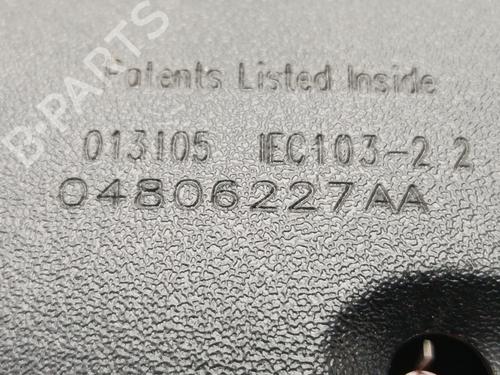 Patents Listed Inside
013105 IEC103-2.2
04806227AA
B-PARTS